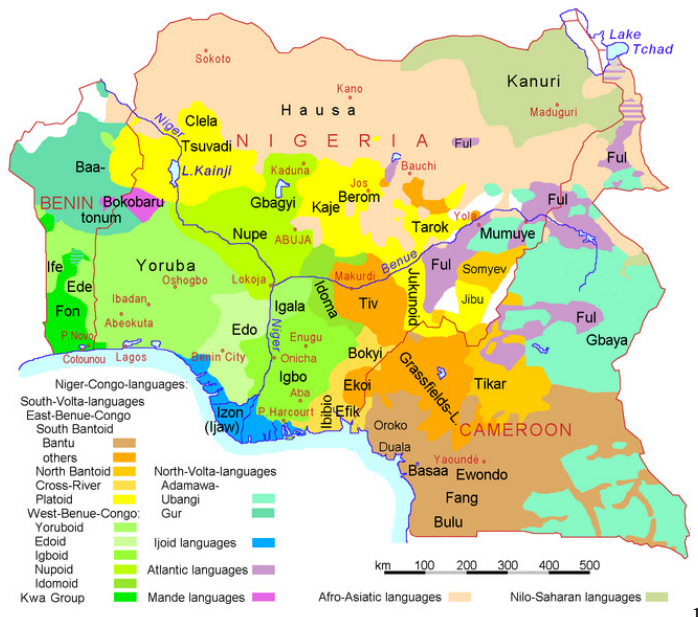 Lake
Tchad
Sokoto
Kanuri
Kano
Maduguri
Hausa
Niger
Clela
Tsuvadi
NIGERIA
Ful
Ful
L.Kainji
Kaduna
Bauchi
Baa-
Jos
Berom
Gbagyi
Kaje
Ful
BENIN
Bokobaru
tonum
Tarok
Yola
Mumuye
Nupe
ABUJA
Benue
Ife
Yoruba
Ful
Somyev
Ede
Oshogbo
Lokoja
Makurdi
Idoma
Jukunoid
Jibu
Fon
Ibadan
Igala
Tiv
Ful
Abeokuta
Edo
Niger
Enugu
Gbaya
P.Novo
Bokyi
Cotounou
Lagos
Benin City
Onicha
Grassfields-L.
Igbo
Ekoi
Tikar
Aba
Izon
(Ijaw)
P.Harcourt
Ibibio
Efik
Oroko
CAMEROON
Duala
Yaoundé
Basaa
Ewondo
Fang
Bulu
Niger-Congo-languages:
South-Volta-languages
East-Benue-Congo
South Bantoid
Bantu
others
North Bantoid
Cross-River
Platoid
West-Benue-Congo:
Yoruboid
Edoid
Igboid
Nupoid
Idomoid
Kwa Group
North-Volta-languages
Adamawa-
Ubangi
Gur
Ijoid languages
Atlantic languages
Mande languages
km 100 200 300 400 500
Afro-Asiatic languages
Nilo-Saharan languages
1